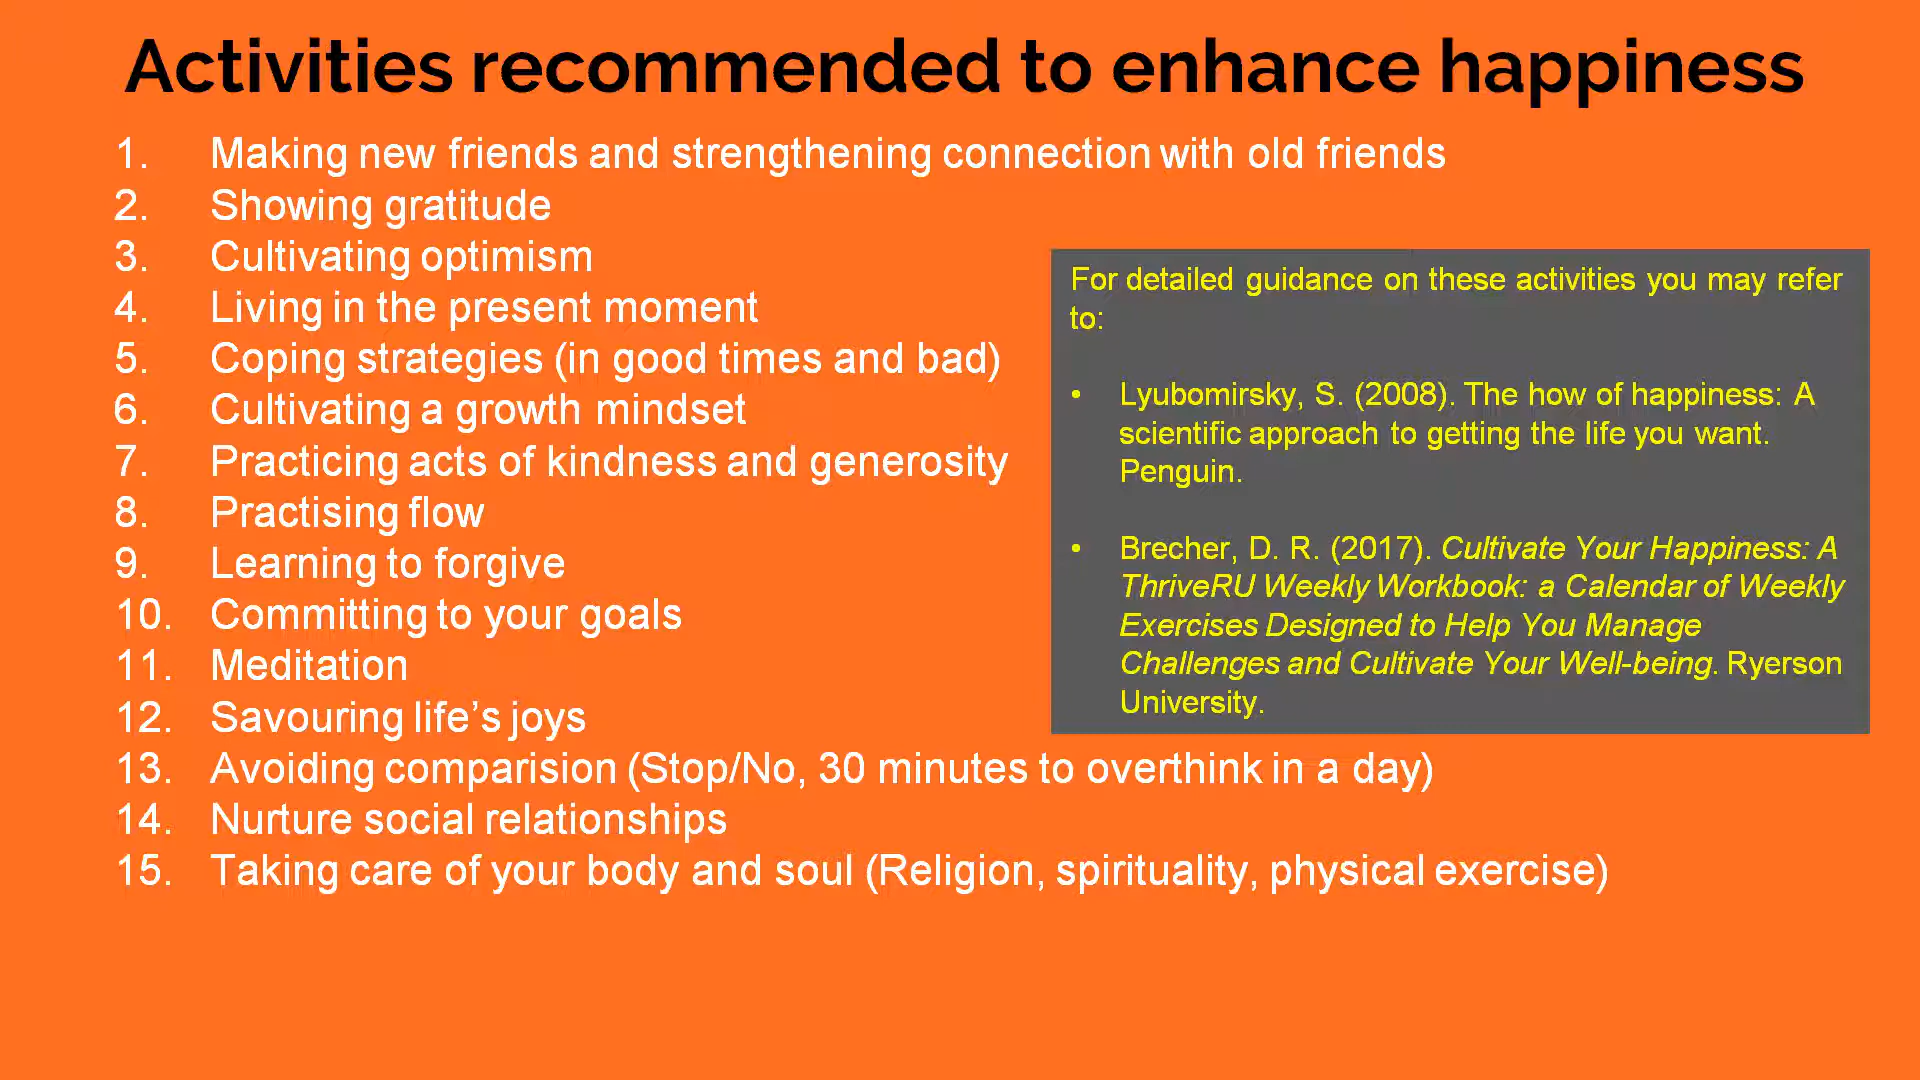 Activities recommended to enhance happiness
1. Making new friends and strengthening connection with old friends
2. Showing gratitude
3. Cultivating optimism
4. Living in the present moment
5. Coping strategies (in good times and bad)
6. Cultivating a growth mindset
7. Practicing acts of kindness and generosity
8. Practising flow
9. Learning to forgive
10. Committing to your goals
11. Meditation
12. Savouring life’s joys
13. Avoiding comparision (Stop/No, 30 minutes to overthink in a day)
14. Nurture social relationships
15. Taking care of your body and soul (Religion, spirituality, physical exercise)
For detailed guidance on these activities you may refer
to:
• Lyubomirsky, S. (2008). The how of happiness: A
scientific approach to getting the life you want.
Penguin.
• Brecher, D. R. (2017). Cultivate Your Happiness: A
ThriveRU Weekly Workbook: a Calendar of Weekly
Exercises Designed to Help You Manage
Challenges and Cultivate Your Well-being. Ryerson
University.